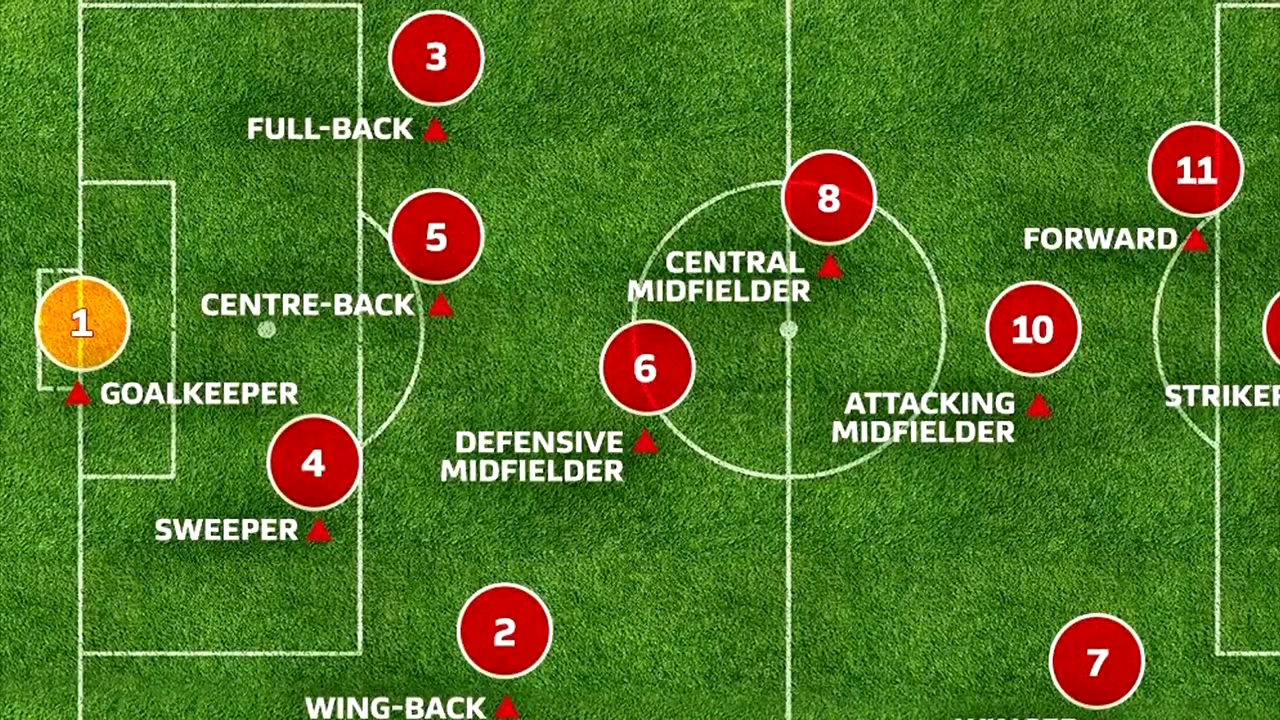 3
FULL-BACK
11
8
5
FORWARD
CENTRAL
MIDFIELDER
CENTRE-BACK
1
10
6
GOALKEEPER
STRIKER
ATTACKING
MIDFIELDER
4
DEFENSIVE
MIDFIELDER
SWEEPER
2
7
WING-BACK